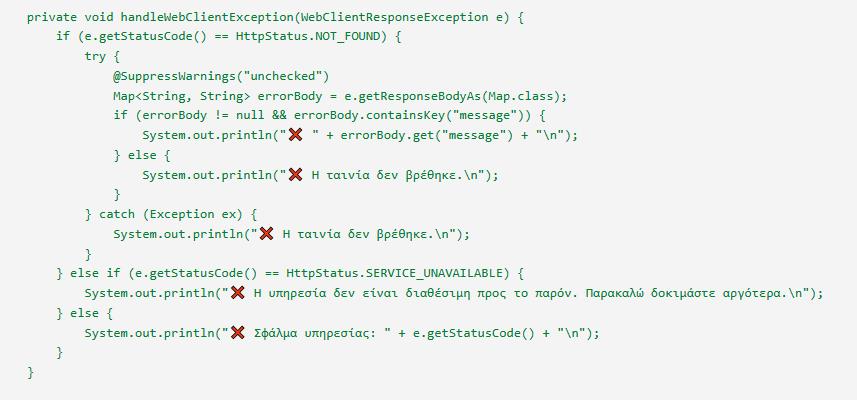 private void handleWebClientException(WebClientResponseException e) {
    if (e.getStatusCode() == HttpStatus.NOT_FOUND) {
        try {
            @SuppressWarnings("unchecked")
            Map<String, String> errorBody = e.getResponseBodyAs(Map.class);
            if (errorBody != null && errorBody.containsKey("message")) {
                System.out.println("❌ " + errorBody.get("message") + "\n");
            } else {
                System.out.println("❌ Η ταινία δεν βρέθηκε.\n");
            }
        } catch (Exception ex) {
            System.out.println("❌ Η ταινία δεν βρέθηκε.\n");
        }
    } else if (e.getStatusCode() == HttpStatus.SERVICE_UNAVAILABLE) {
        System.out.println("❌ Η υπηρεσία δεν είναι διαθέσιμη προς το παρόν. Παρακαλώ δοκιμάστε αργότερα.\n");
    } else {
        System.out.println("❌ Σφάλμα υπηρεσίας: " + e.getStatusCode() + "\n");
    }
}